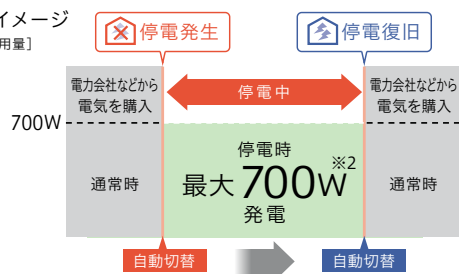 イメージ
用量］
停電発生
停電復旧
電力会社などから
電気を購入
停電中
電力会社などから
電気を購入
700W
通常時
停電時
最大700W※2
発電
通常時
自動切替
自動切替